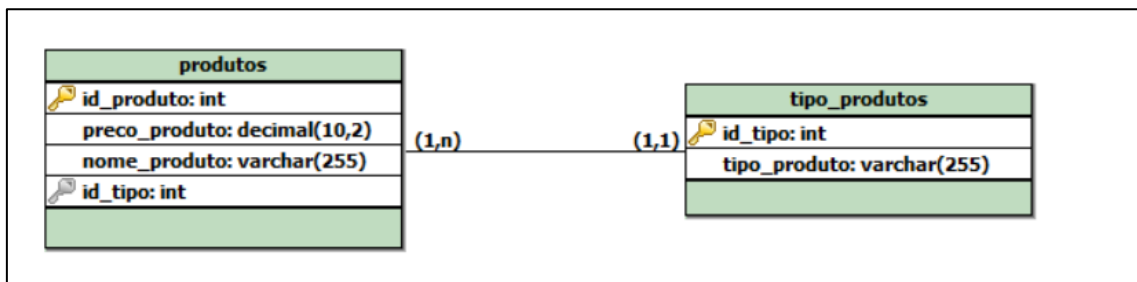 produtos
id_produto: int
preco_produto: decimal(10,2)
nome_produto: varchar(255)
id_tipo: int
(1,n)
(1,1)
tipo_produtos
id_tipo: int
tipo_produto: varchar(255)